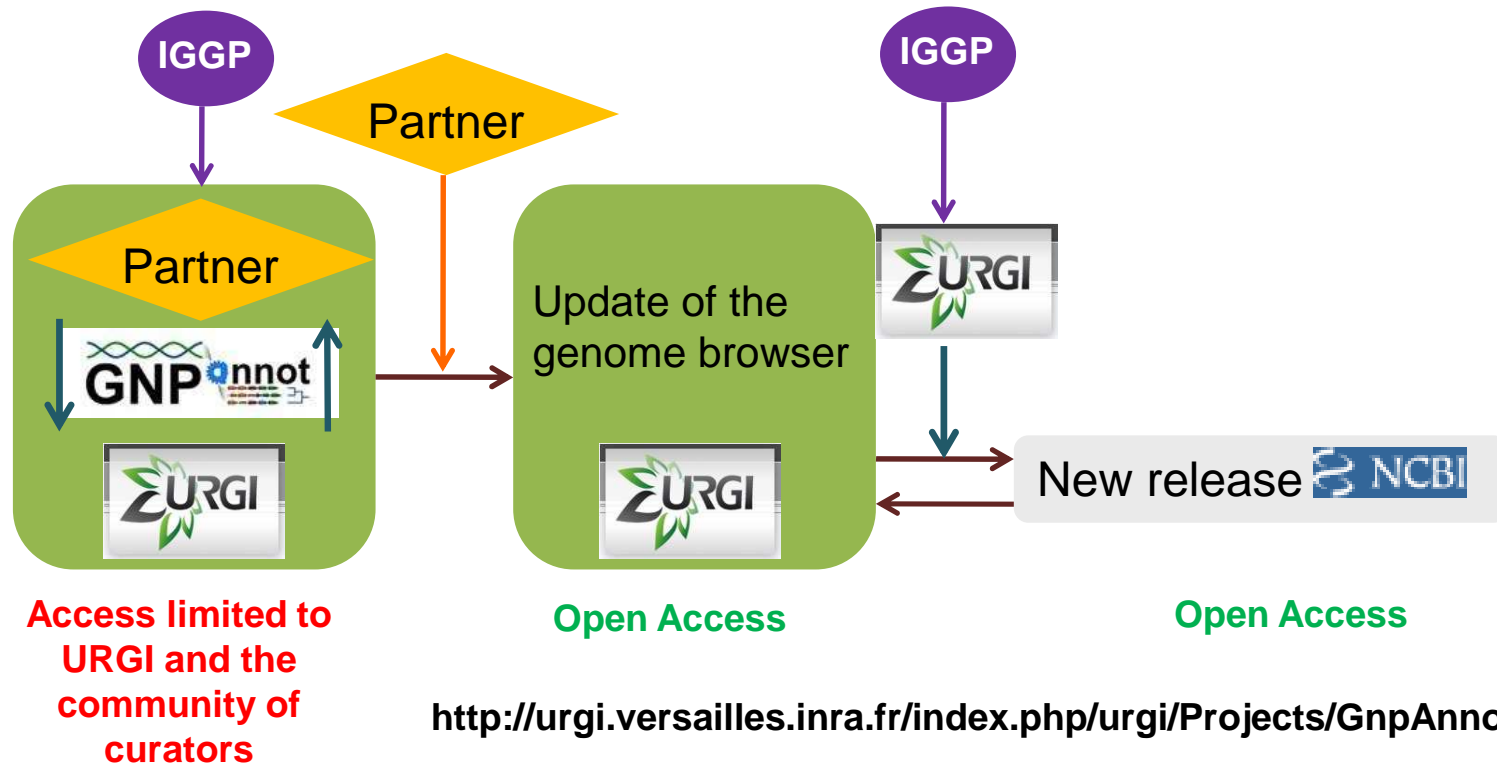 IGGP
IGGP
Partner
Partner
GNPannot
URGI
Update of the
genome browser
URGI
URGI
New release NCBI
Access limited to
URGI and the
community of
curators
Open Access
Open Access
http://urgi.versailles.inra.fr/index.php/urgi/Projects/GnpAnno